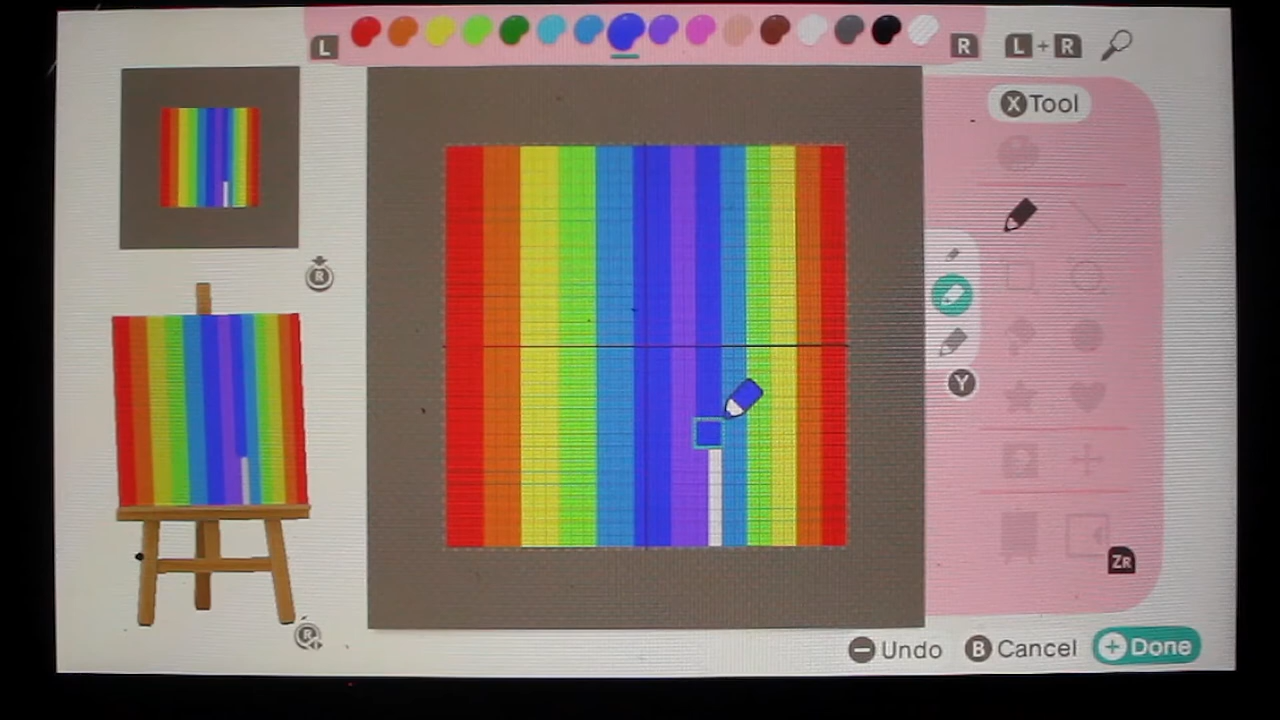 L
R
L + R
X Tool
R
Y
ZR
R
− Undo
B Cancel
+ Done